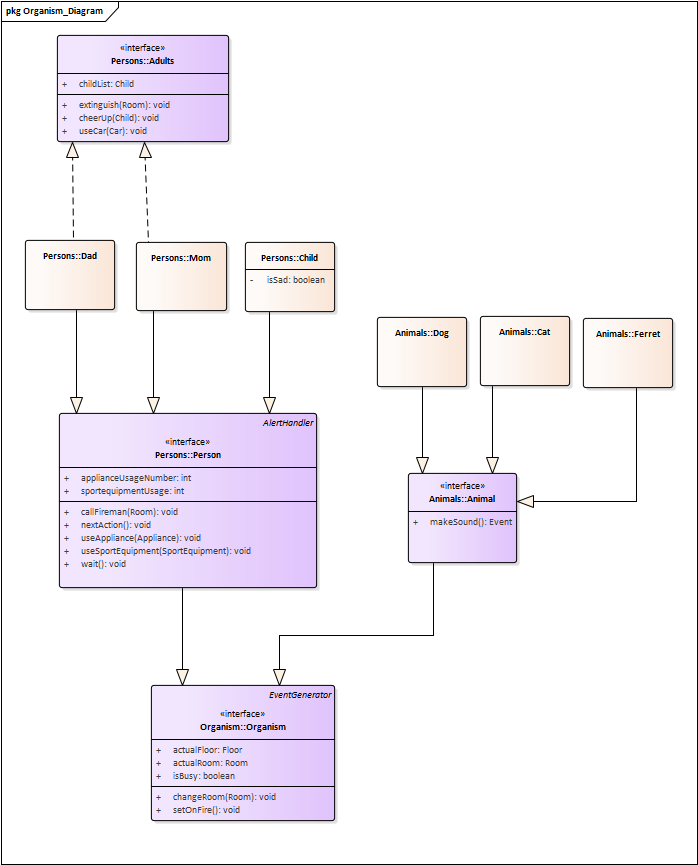 pkg Organism_Diagram
«interface»
Persons::Adults
+ childList: Child
+ extinguish(Room): void
+ cheerUp(Child): void
+ useCar(Car): void
Persons::Dad
Persons::Mom
Persons::Child
- isSad: boolean
Animals::Dog
Animals::Cat
Animals::Ferret
AlertHandler
«interface»
Persons::Person
+ applianceUsageNumber: int
+ sportequipmentUsage: int
+ callFireman(Room): void
+ nextAction(): void
+ useAppliance(Appliance): void
+ useSportEquipment(SportEquipment): void
+ wait(): void
«interface»
Animals::Animal
+ makeSound(): Event
EventGenerator
«interface»
Organism::Organism
+ actualFloor: Floor
+ actualRoom: Room
+ isBusy: boolean
+ changeRoom(Room): void
+ setOnFire(): void